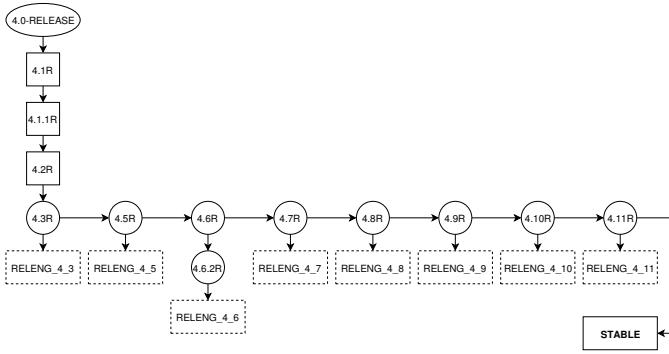 4.0-RELEASE
4.1R
4.1.1R
4.2R
4.3R 4.5R 4.6R 4.7R 4.8R 4.9R 4.10R 4.11R
RELENG_4_3 RELENG_4_5 4.6.2R RELENG_4_7 RELENG_4_8 RELENG_4_9 RELENG_4_10 RELENG_4_11
RELENG_4_6
STABLE